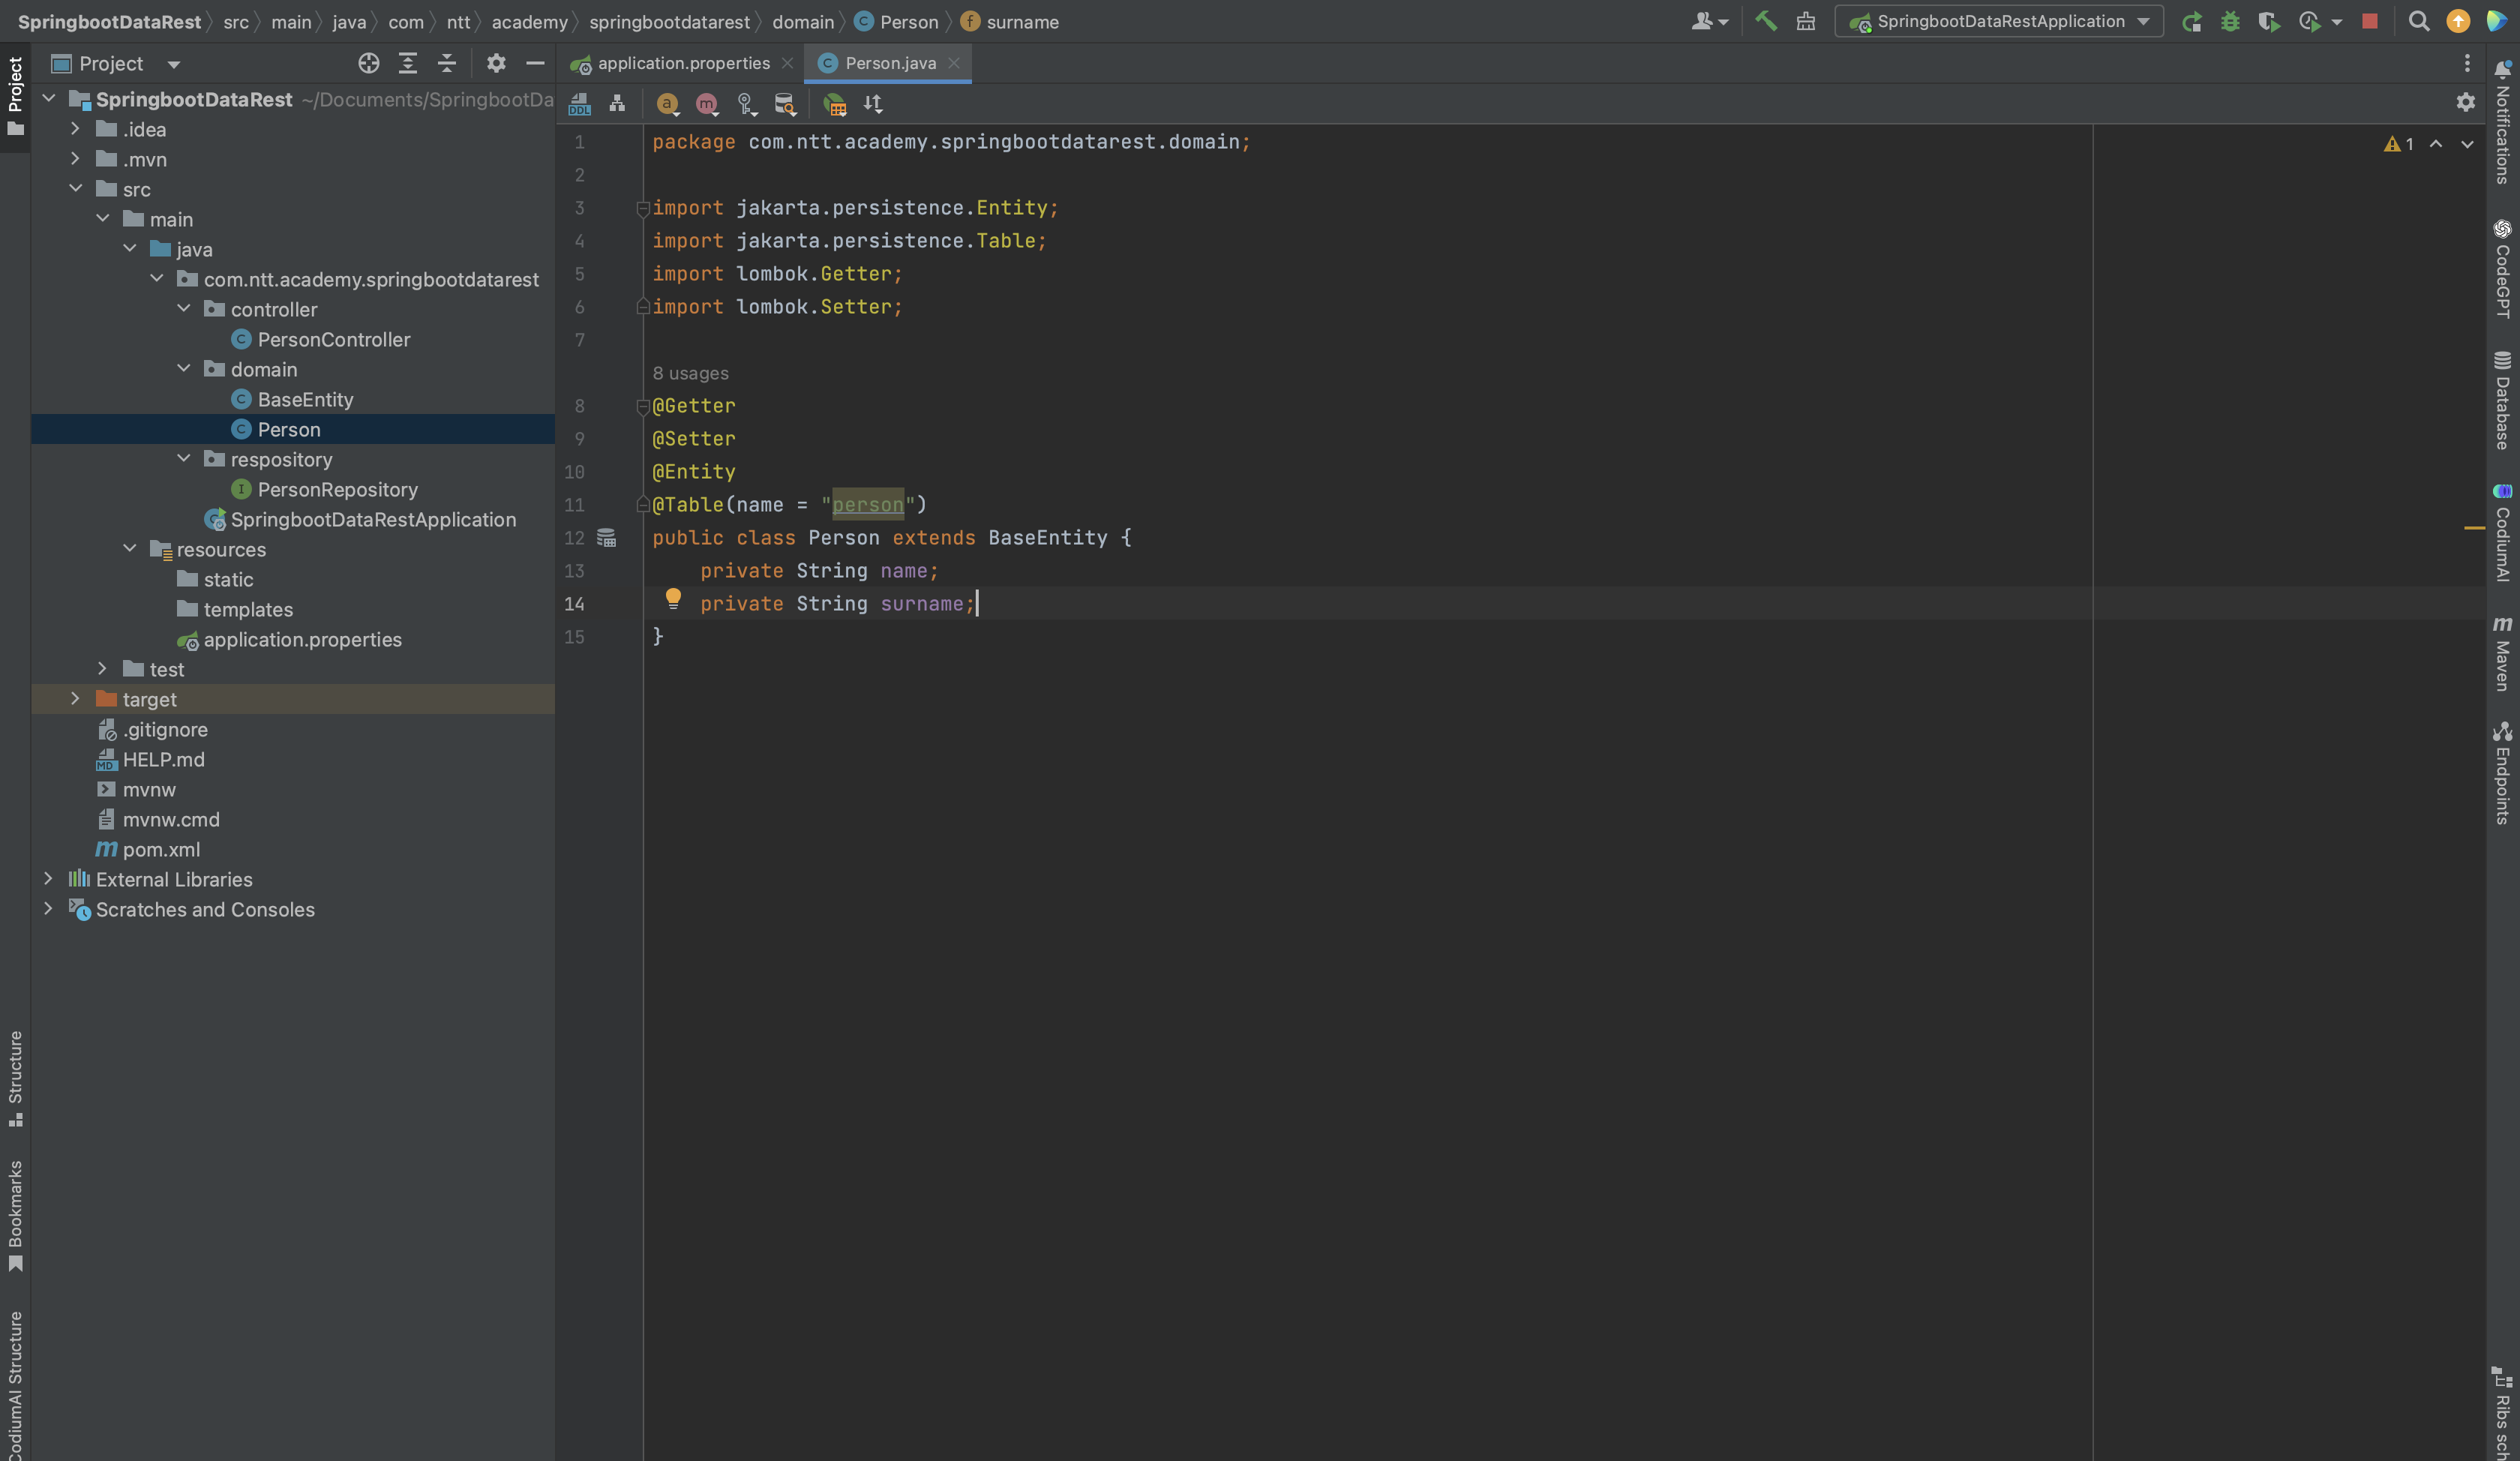 SpringbootDataRest src main java com ntt academy springbootdatarest domain Person surname
SpringbootDataRestApplication
Project
application.properties
Person.java
Project
SpringbootDataRest ~/Documents/SpringbootDa
.idea
.mvn
src
main
java
com.ntt.academy.springbootdatarest
controller
PersonController
domain
BaseEntity
Person
respository
PersonRepository
SpringbootDataRestApplication
resources
static
templates
application.properties
test
target
.gitignore
HELP.md
mvnw
mvnw.cmd
pom.xml
External Libraries
Scratches and Consoles
Structure
Bookmarks
CodiumAI Structure
DDL
1 package com.ntt.academy.springbootdatarest.domain;
2
3 import jakarta.persistence.Entity;
4 import jakarta.persistence.Table;
5 import lombok.Getter;
6 import lombok.Setter;
7
8 usages
8 @Getter
9 @Setter
10 @Entity
11 @Table(name = "person")
12 public class Person extends BaseEntity {
13 private String name;
14 private String surname;
15 }
1
Notifications
CodeGPT
Database
CodiumAI
Maven
Endpoints
Ribs sch